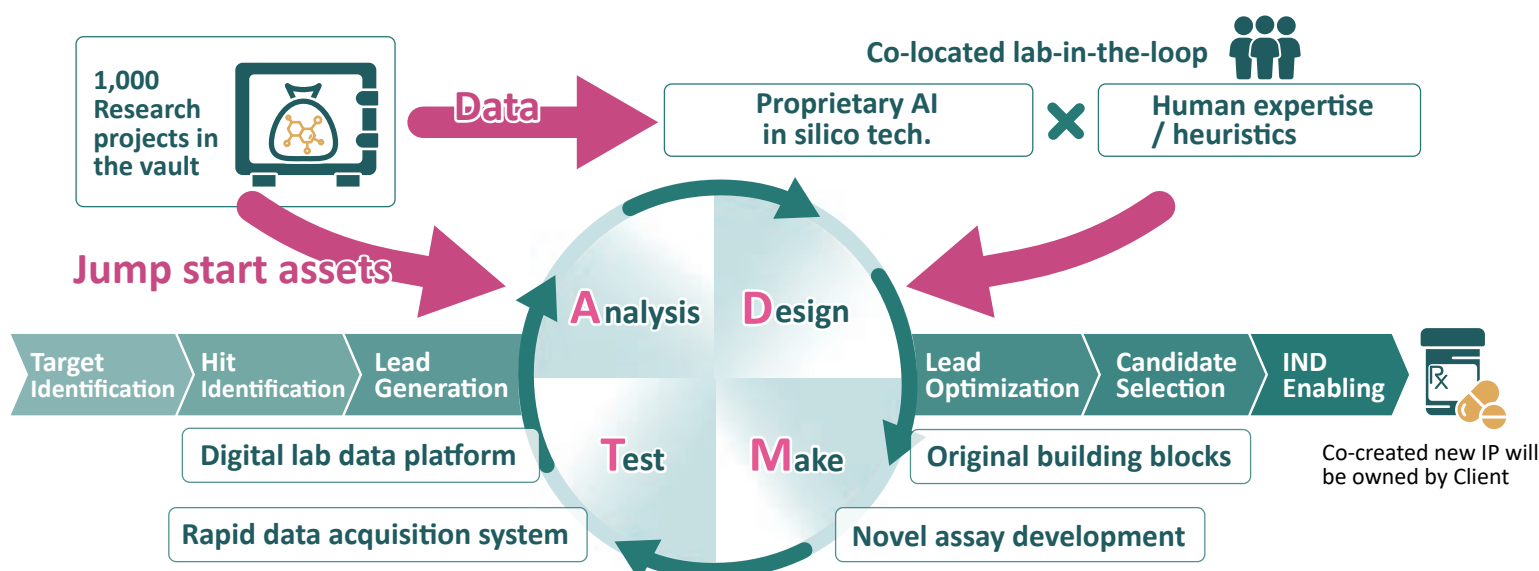 1,000
Research
projects in
the vault
Data
Co-located lab-in-the-loop
Proprietary AI
in silico tech.
Human expertise
/ heuristics
Jump start assets
Analysis
Design
Target
Identification
Hit
Identification
Lead
Generation
Lead
Optimization
Candidate
Selection
IND
Enabling
Rx
Test
Make
Digital lab data platform
Original building blocks
Co-created new IP will
be owned by Client
Rapid data acquisition system
Novel assay development